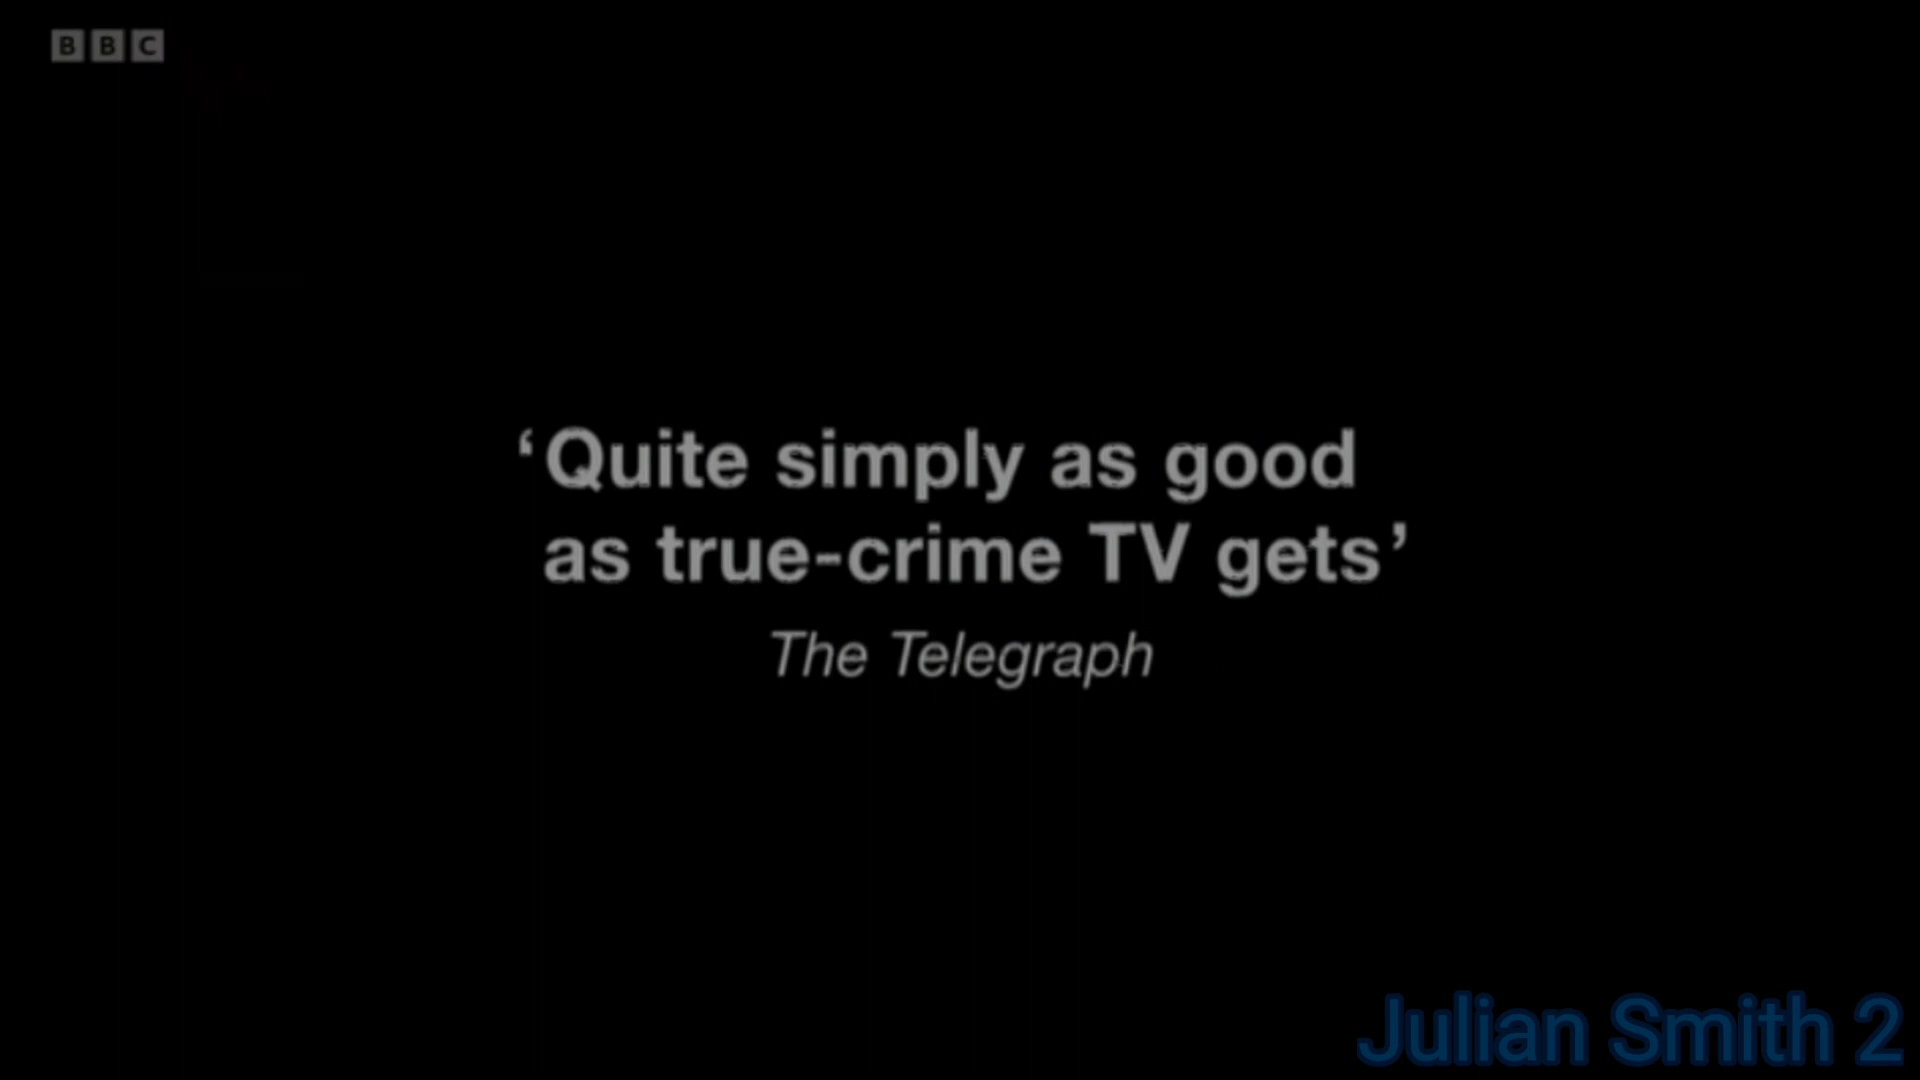 BBC
‘Quite simply as good
as true-crime TV gets’
The Telegraph
Julian Smith 2